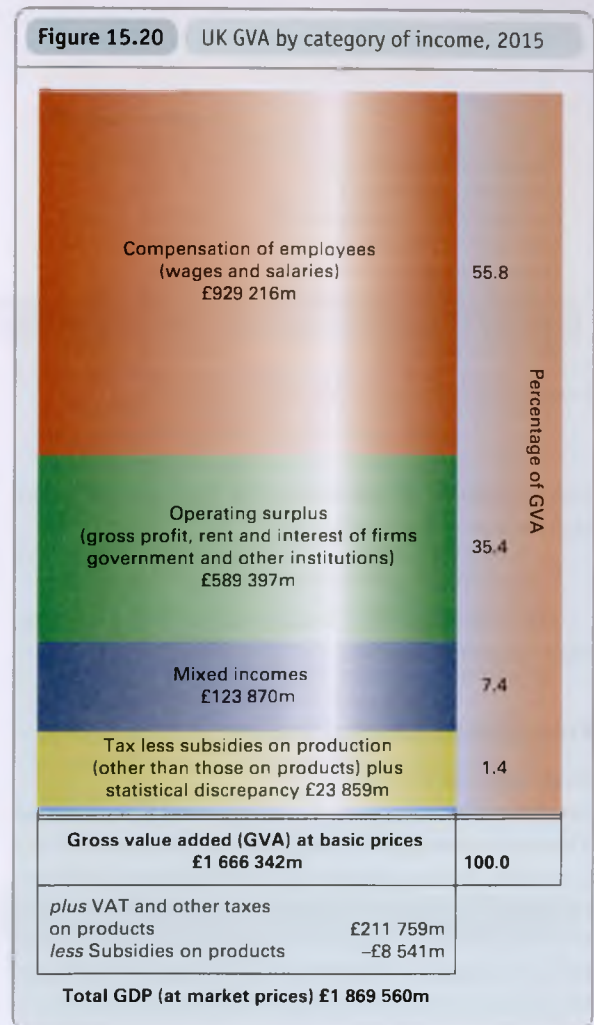 Figure 15.20 UK GVA by category of income, 2015
Compensation of employees
(wages and salaries)
£929 216m
55.8
Operating surplus
(gross profit, rent and interest of firms
government and other institutions)
£589 397m
35.4
Mixed incomes
£123 870m
7.4
Tax less subsidies on production
(other than those on products) plus
statistical discrepancy £23 859m
1.4
Percentage of GVA
Gross value added (GVA) at basic prices
£1 666 342m
100.0
plus VAT and other taxes
on products £211 759m
less Subsidies on products –£8 541m
Total GDP (at market prices) £1 869 560m